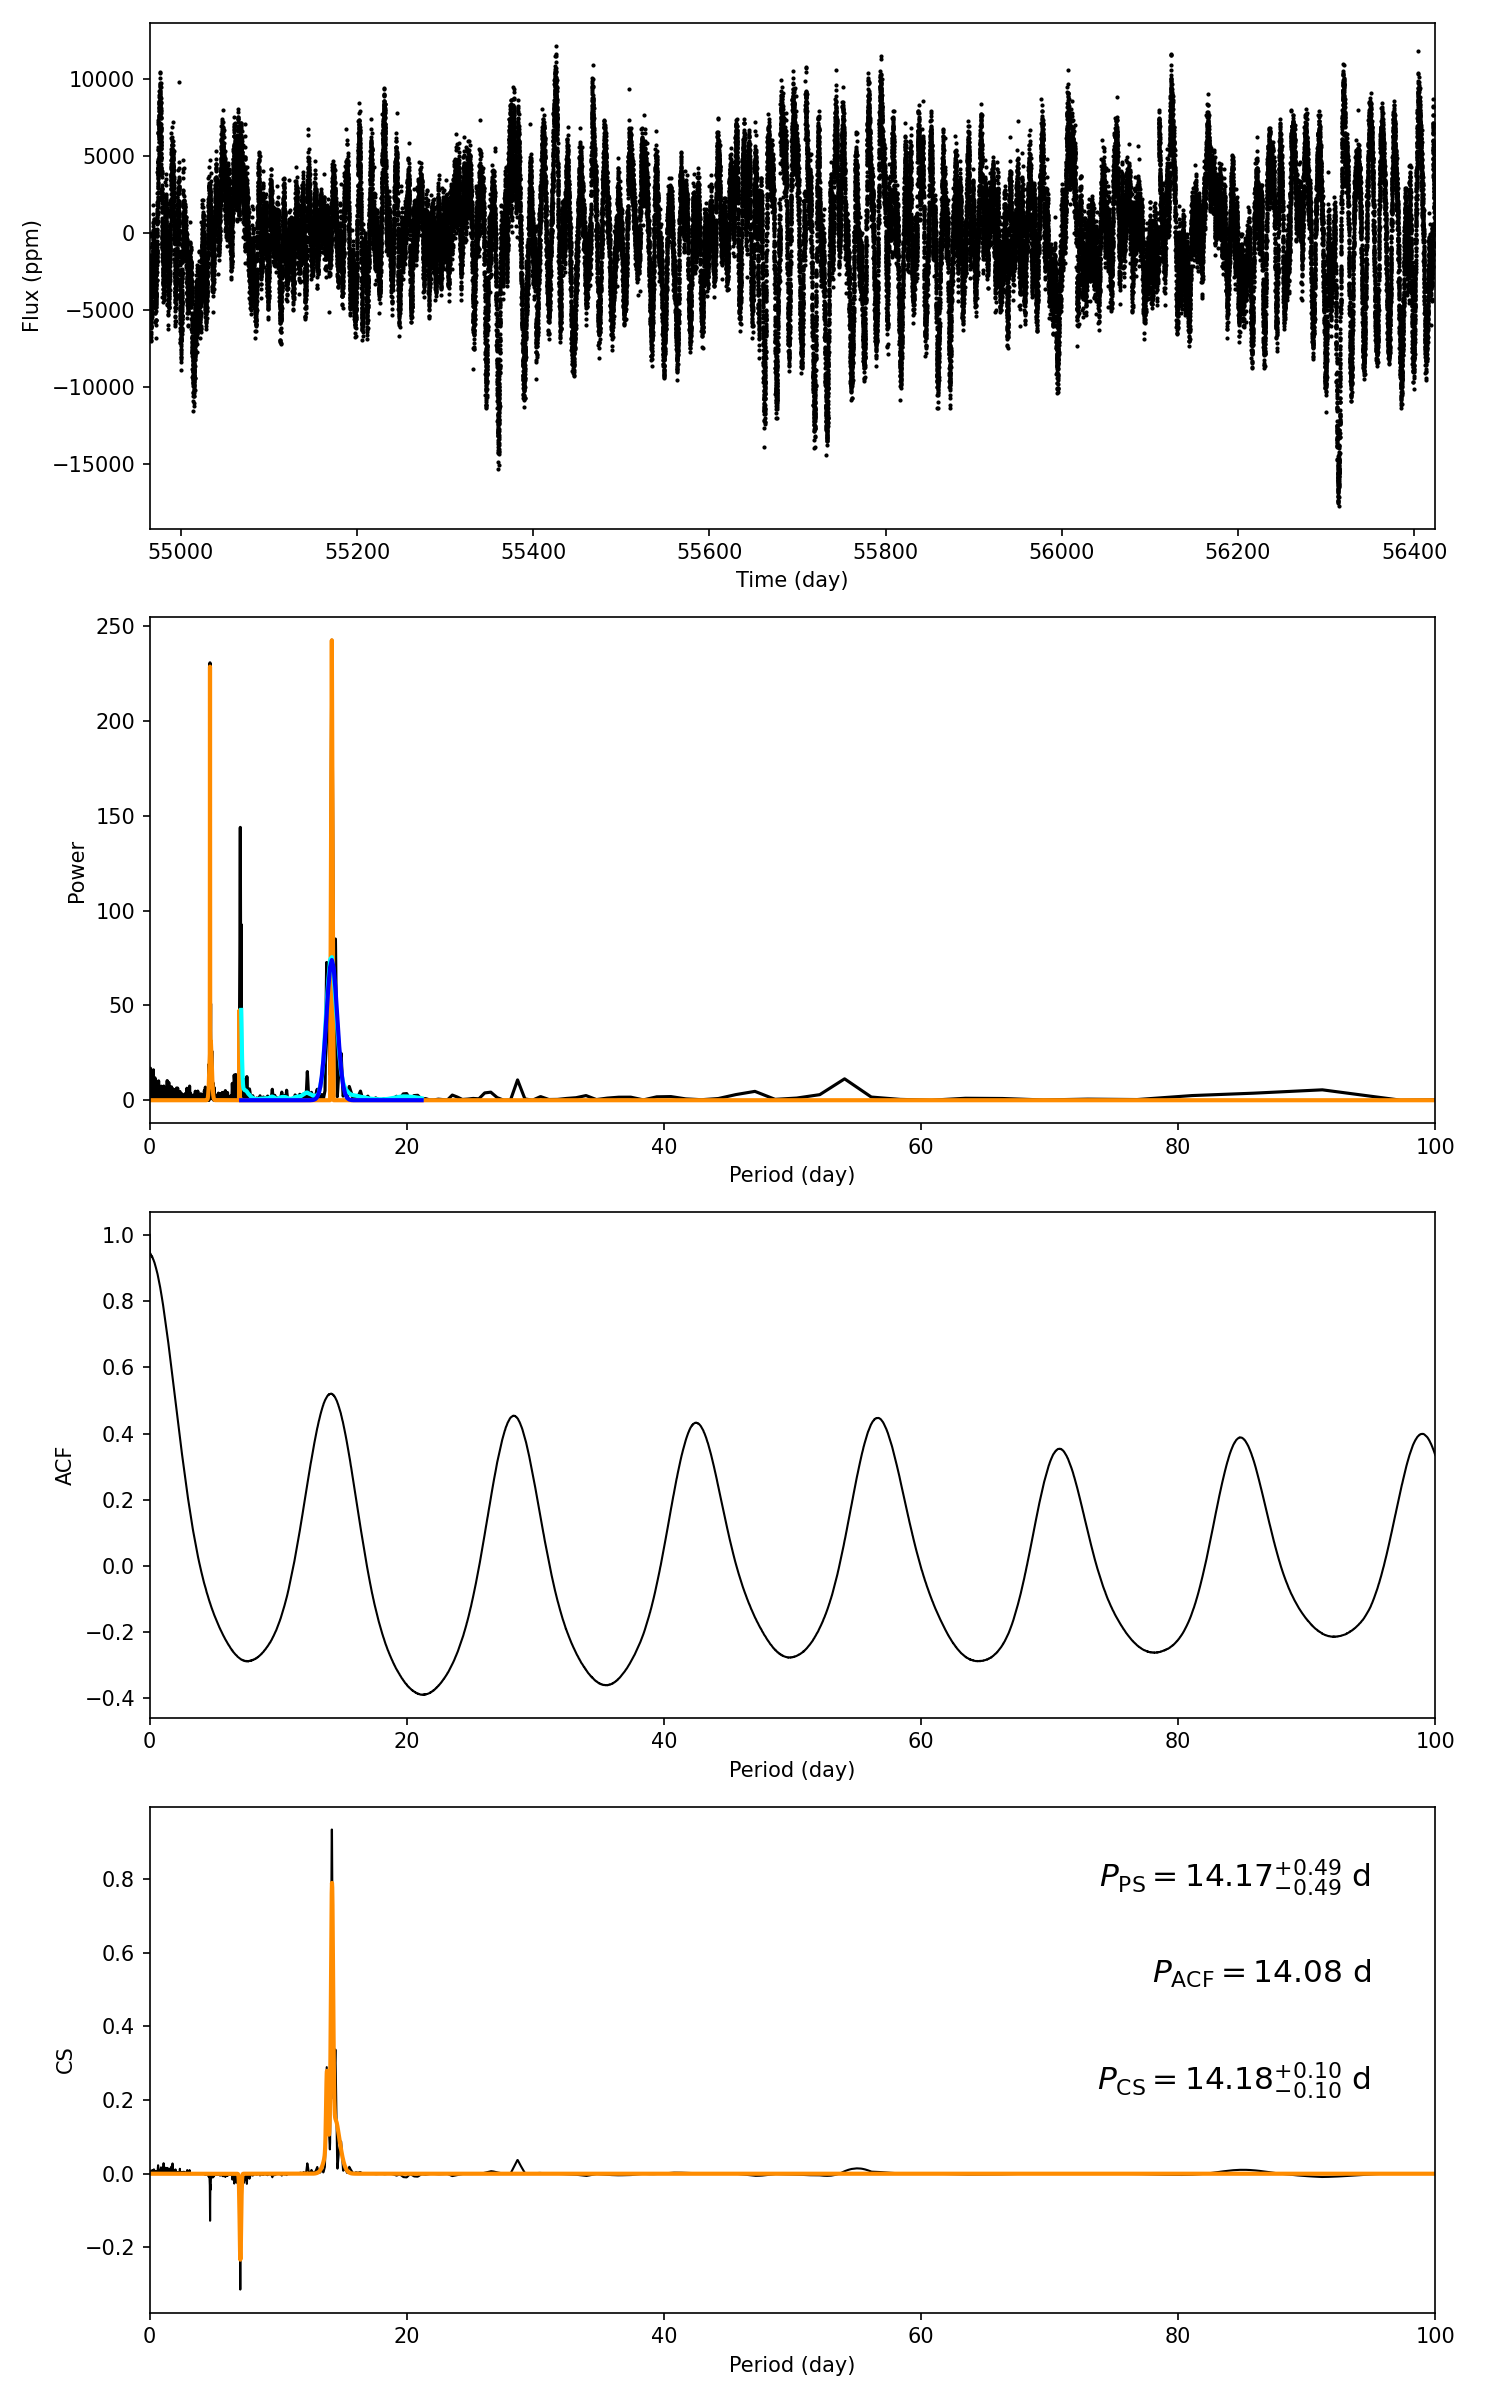 10000
5000
0
−5000
−10000
−15000
Flux (ppm)
55000 55200 55400 55600 55800 56000 56200 56400
Time (day)
250
200
150
100
50
0
Power
0 20 40 60 80 100
Period (day)
1.0
0.8
0.6
0.4
0.2
0.0
−0.2
−0.4
ACF
0 20 40 60 80 100
Period (day)
0.8
0.6
0.4
0.2
0.0
−0.2
CS
P_PS = 14.17^{+0.49}_{−0.49} d
P_ACF = 14.08 d
P_CS = 14.18^{+0.10}_{−0.10} d
0 20 40 60 80 100
Period (day)